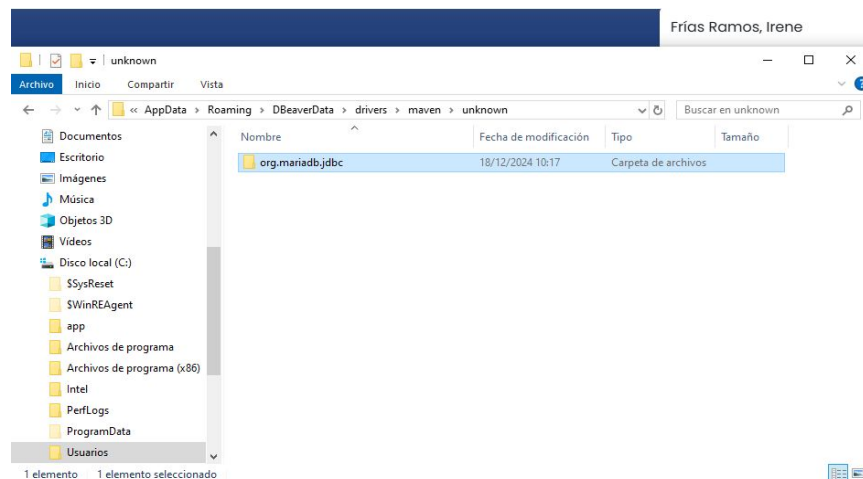 Frías Ramos, Irene
unknown
Archivo Inicio Compartir Vista
« AppData > Roaming > DBeaverData > drivers > maven > unknown
Buscar en unknown
Nombre Fecha de modificación Tipo Tamaño
org.mariadb.jdbc 18/12/2024 10:17 Carpeta de archivos
Documentos
Escritorio
Imágenes
Música
Objetos 3D
Vídeos
Disco local (C:)
$SysReset
$WinREAgent
app
Archivos de programa
Archivos de programa (x86)
Intel
PerfLogs
ProgramData
Usuarios
1 elemento 1 elemento seleccionado